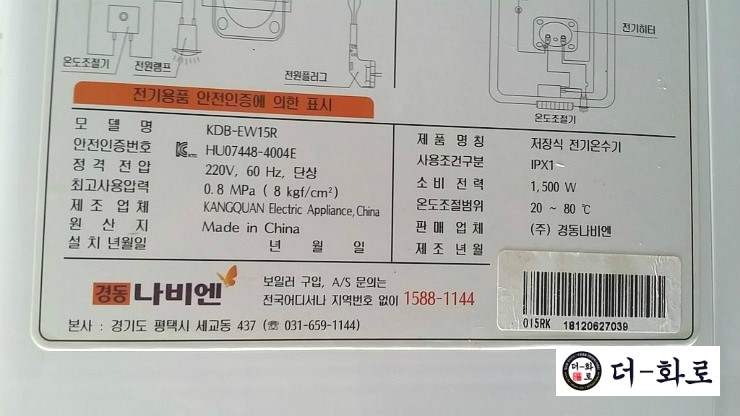 온도조절기
전원램프
전원플러그
전기히터
온도조절기
전기용품 안전인증에 의한 표시
모 델 명 KDB-EW15R
안전인증번호 HU07448-4004E
정 격 전 압 220V, 60 Hz, 단상
최고사용압력 0.8 MPa ( 8 kgf/cm²)
제 조 업 체 KANGQUAN Electric Appliance, China
원 산 지 Made in China
설 치 년월일 년 월 일
제 품 명 칭 저장식 전기온수기
사용조건구분 IPX1
소 비 전 력 1,500 W
온도조절범위 20 ~ 80 ℃
판 매 업 체 (주) 경동나비엔
제 조 년 월
경동 나비엔
보일러 구입, A/S 문의는
전국어디서나 지역번호 없이 1588-1144
본사 : 경기도 평택시 세교동 437 (☏ 031-659-1144)
015RK 18120627039
더-화로